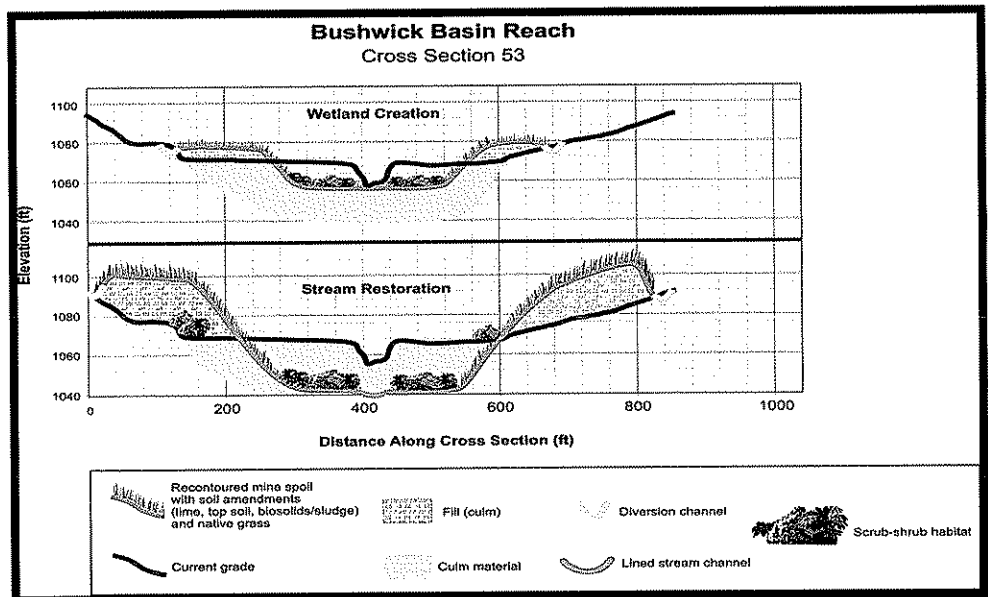 Bushwick Basin Reach
Cross Section 53
Elevation (ft)
1100
1080
1060
1040
Wetland Creation
1100
1080
1060
1040
Stream Restoration
0
200
400
600
800
1000
Distance Along Cross Section (ft)
Recontoured mine spoil
with soil amendments
(lime, top soil, biosolids/sludge)
and native grass
Fill (culm)
Diversion channel
Scrub-shrub habitat
Current grade
Culm material
Lined stream channel